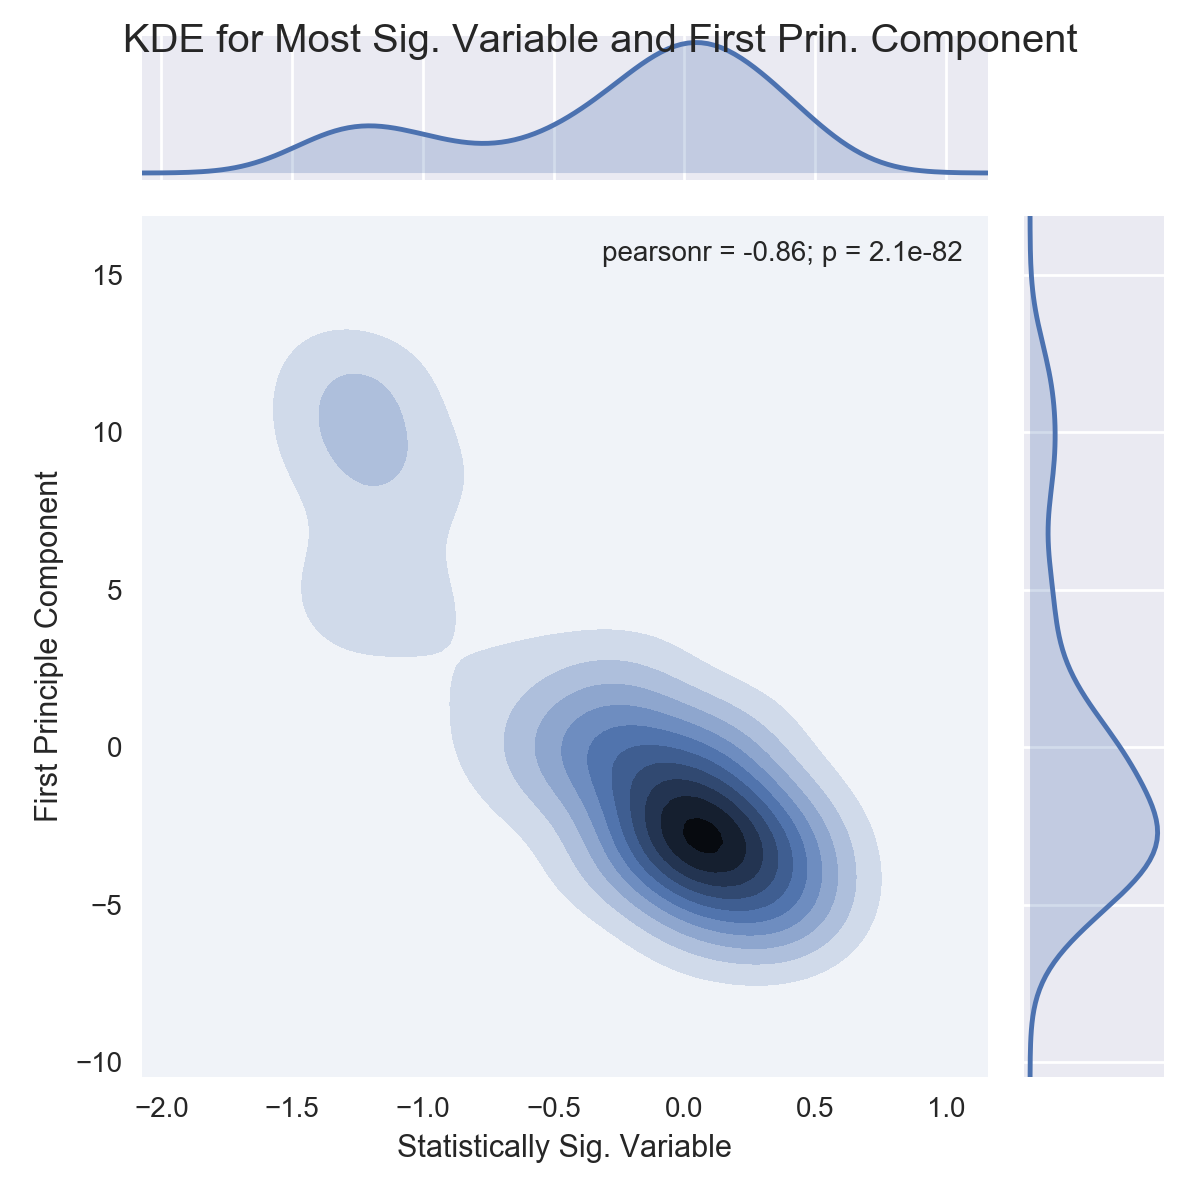 KDE for Most Sig. Variable and First Prin. Component
pearsonr = -0.86; p = 2.1e-82
First Principle Component
15
10
5
0
−5
−10
−2.0 −1.5 −1.0 −0.5 0.0 0.5 1.0
Statistically Sig. Variable